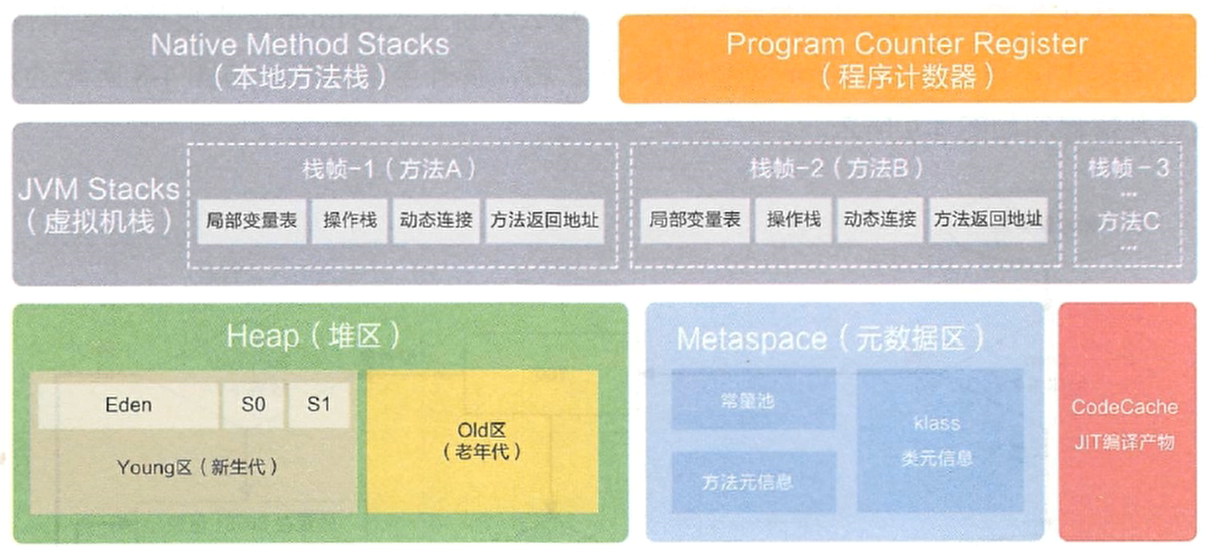 Native Method Stacks
（本地方法栈）
Program Counter Register
（程序计数器）
JVM Stacks
（虚拟机栈）
栈帧-1（方法A）
局部变量表
操作栈
动态连接
方法返回地址
栈帧-2（方法B）
局部变量表
操作栈
动态连接
方法返回地址
栈帧-3
...
方法C
...
Heap（堆区）
Eden
S0
S1
Young区（新生代）
Old区
（老年代）
Metaspace（元数据区）
常量池
方法元信息
klass
类元信息
CodeCache
JIT编译产物